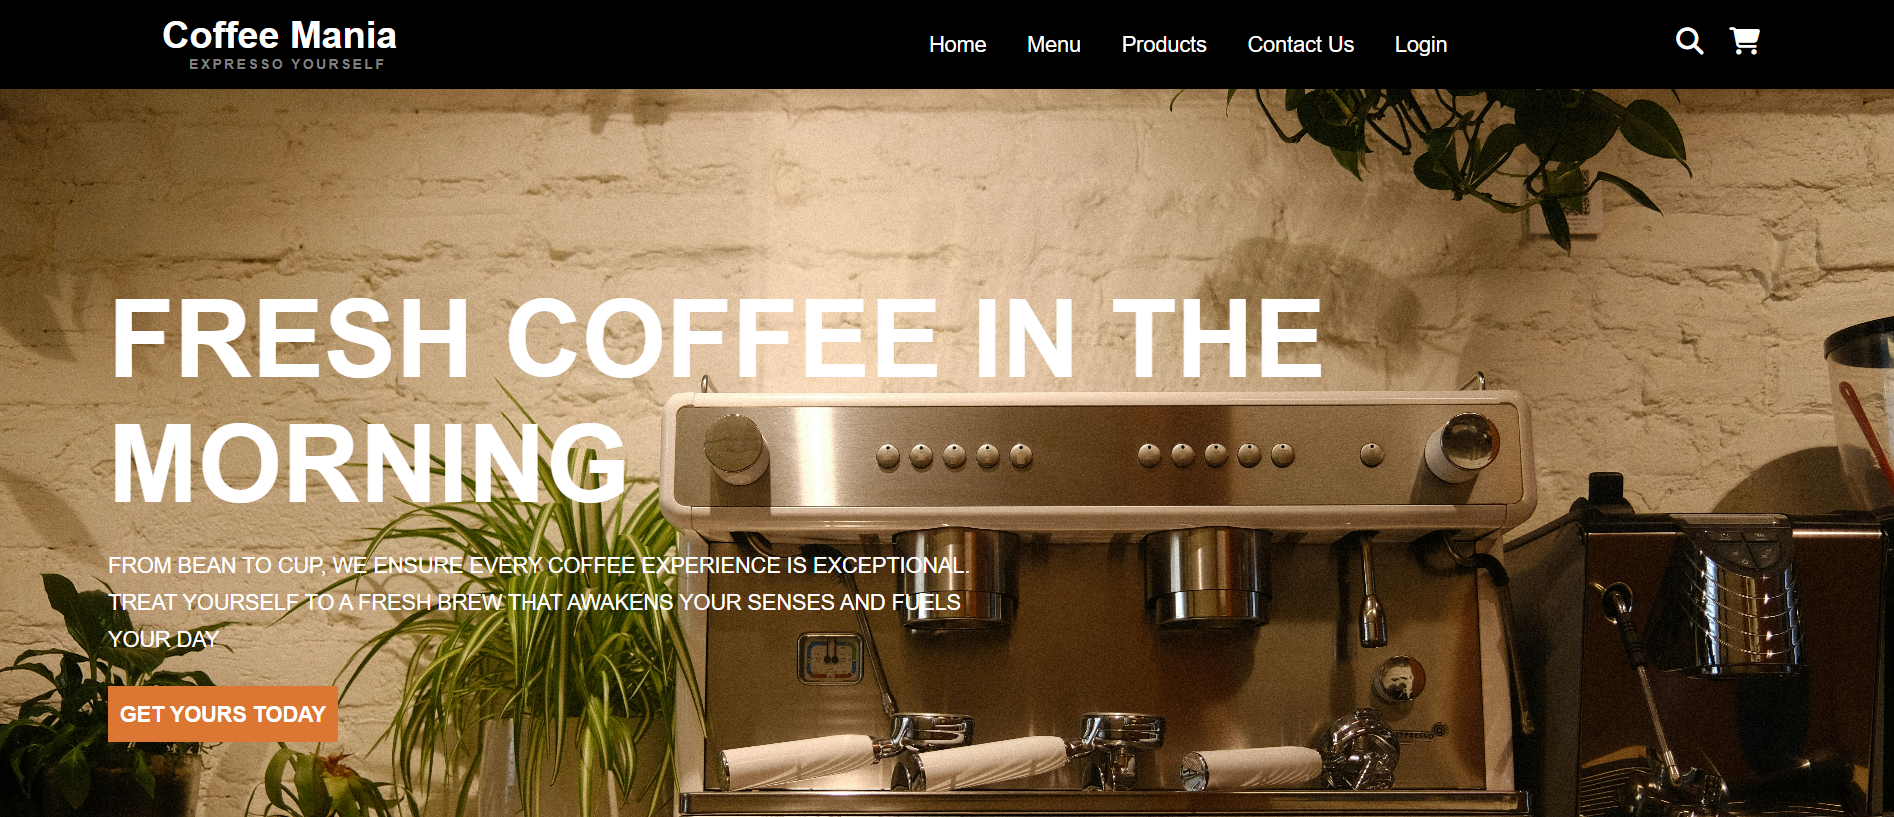 Coffee Mania
EXPRESSO YOURSELF
Home Menu Products Contact Us Login
FRESH COFFEE IN THE
MORNING
FROM BEAN TO CUP, WE ENSURE EVERY COFFEE EXPERIENCE IS EXCEPTIONAL.
TREAT YOURSELF TO A FRESH BREW THAT AWAKENS YOUR SENSES AND FUELS
YOUR DAY
GET YOURS TODAY